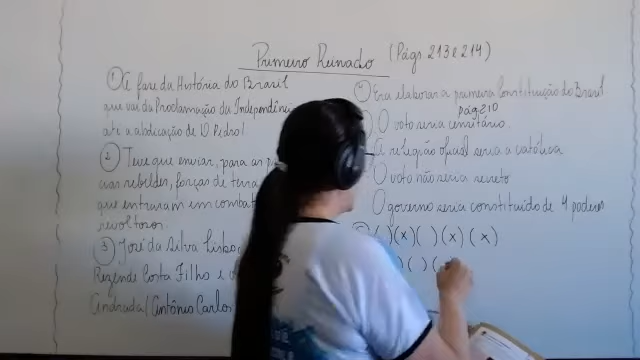 Primeiro Reinado (Págs 213 e 214)
① É fase da História do Brasil
que vai da Proclamação da Independência
até a abdicação de D Pedro I
② Teve que enviar, para as
rebeldes, forças de terra
que entraram em combate
revoltosos
③ José da Silva Lisboa
Rezende Costa Filho e
Andrada (Antônio Carlos
④ Era elaborar a primeira Constituição do Brasil
pág 210
O voto seria censitário.
A religião oficial seria a católica
O voto não seria secreto
O governo seria constituído de 4 poderes
( ) (x) ( ) (x) (x)
) ( ) (